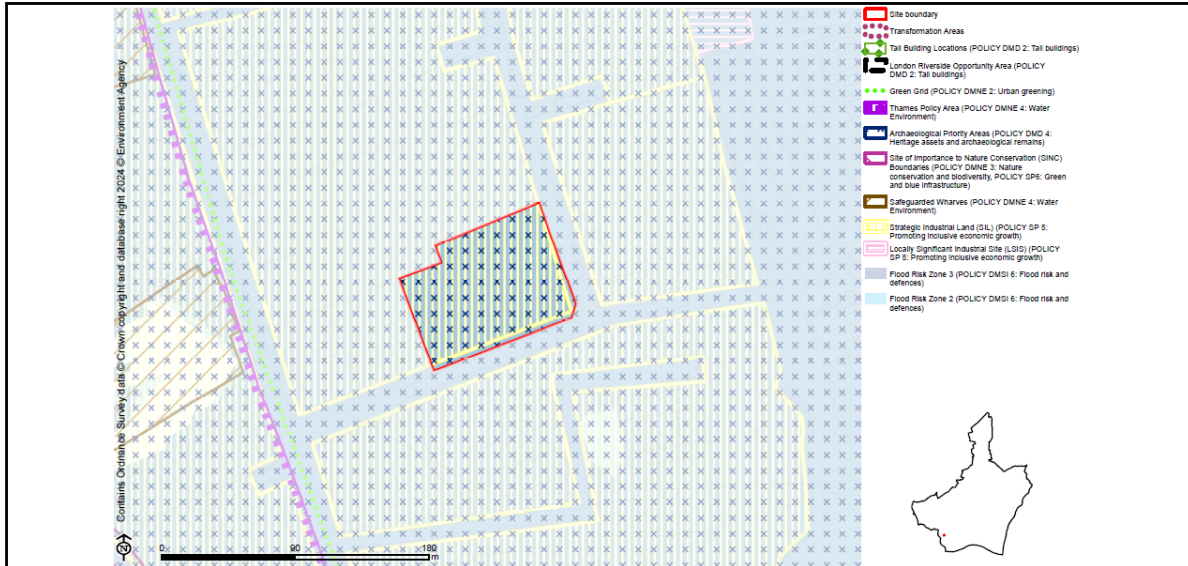 Contains Ordnance Survey data © Crown copyright and database right 2024 © Environment Agency
N
0 90 180
m
Site boundary
Transformation Areas
Tall Building Locations (POLICY DMD 2: Tall buildings)
London Riverside Opportunity Area (POLICY
DMD 2: Tall buildings)
Green Grid (POLICY DMNE 2: Urban greening)
Thames Policy Area (POLICY DMNE 4: Water
Environment)
Archaeological Priority Areas (POLICY DMD 4:
Heritage assets and archaeological remains)
Site of Importance to Nature Conservation (SINC)
Boundaries (POLICY DMNE 3: Nature
conservation and biodiversity, POLICY SP6: Green
and blue infrastructure)
Safeguarded Wharves (POLICY DMNE 4: Water
Environment)
Strategic Industrial Land (SIL) (POLICY SP 5:
Promoting inclusive economic growth)
Locally Significant Industrial Site (LSIS) (POLICY
SP 5: Promoting inclusive economic growth)
Flood Risk Zone 3 (POLICY DMSI 6: Flood risk and
defences)
Flood Risk Zone 2 (POLICY DMSI 6: Flood risk and
defences)